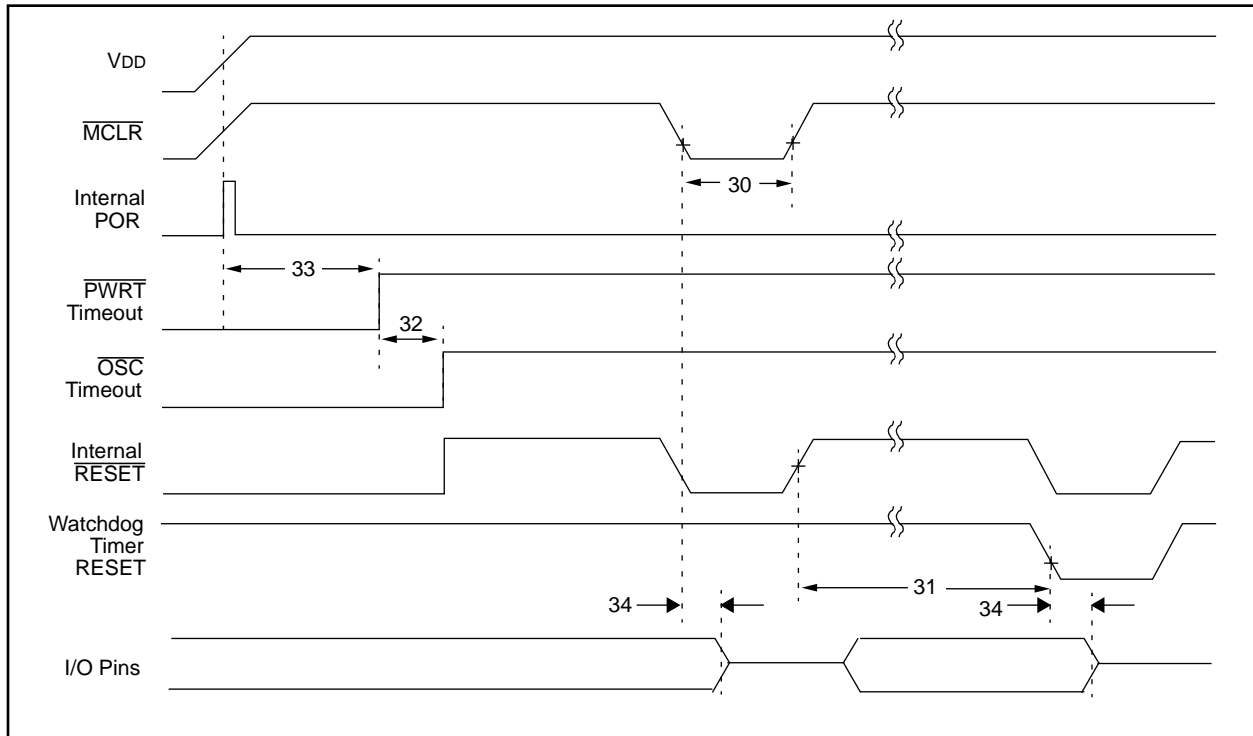 VDD
MCLR
Internal
POR
30
33
PWRT
Timeout
32
OSC
Timeout
Internal
RESET
Watchdog
Timer
RESET
31
34
34
I/O Pins